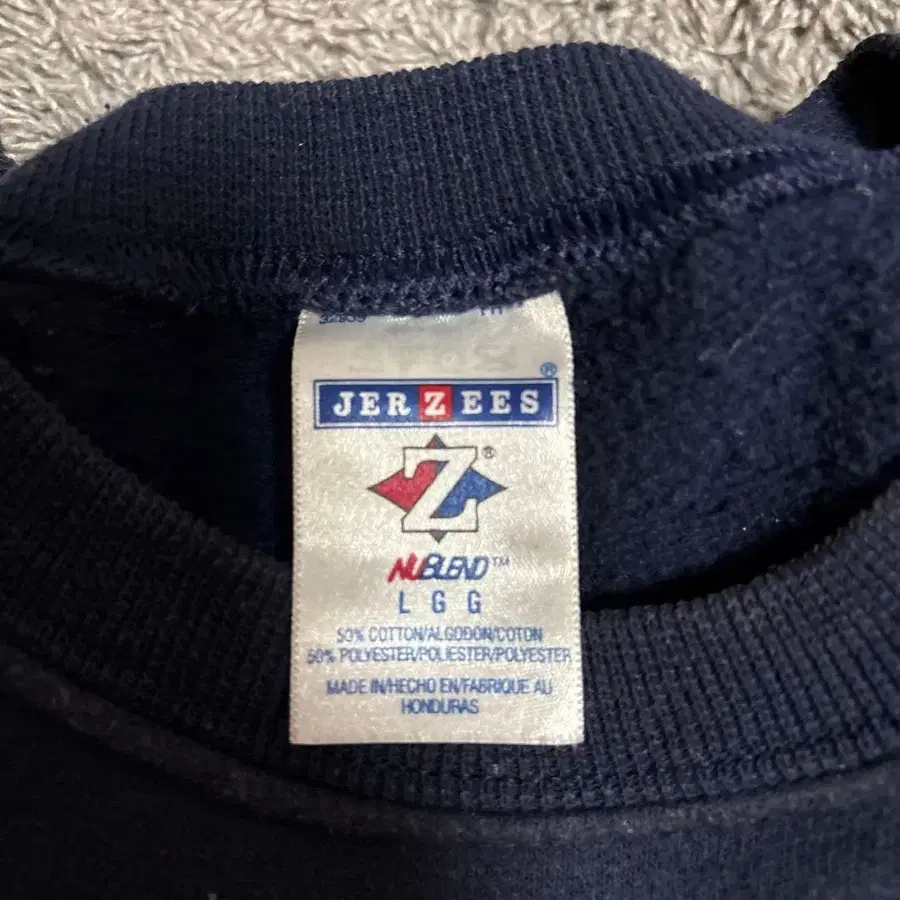 JERZEES ®
Z ®
NUBLEND™
L G G
50% COTTON/ALGODON/COTON
50% POLYESTER/POLIESTER/POLYESTER
MADE IN/HECHO EN/FABRIQUE AU
HONDURAS